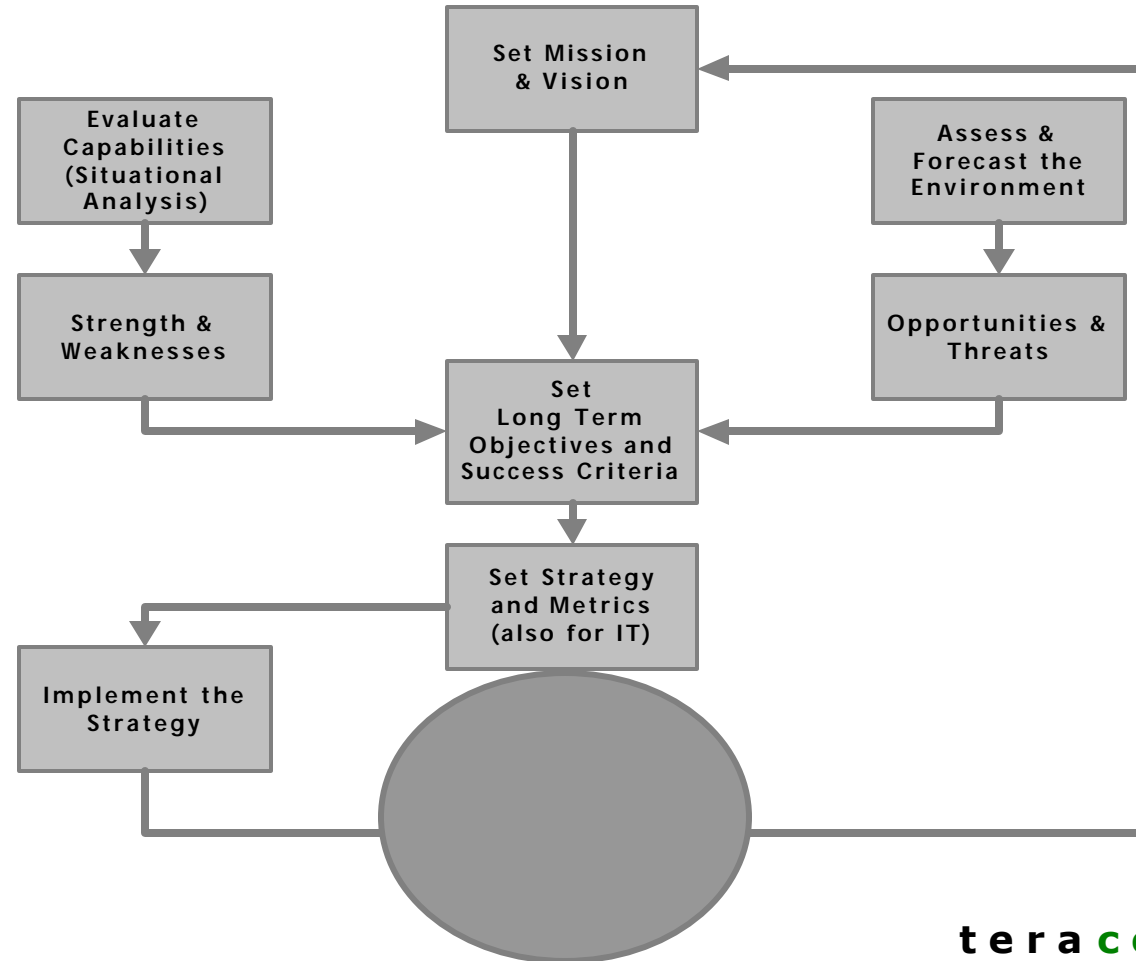 Set Mission
& Vision
Evaluate
Capabilities
(Situational
Analysis)
Assess &
Forecast the
Environment
Strength &
Weaknesses
Opportunities &
Threats
Set
Long Term
Objectives and
Success Criteria
Set Strategy
and Metrics
(also for IT)
Implement the
Strategy